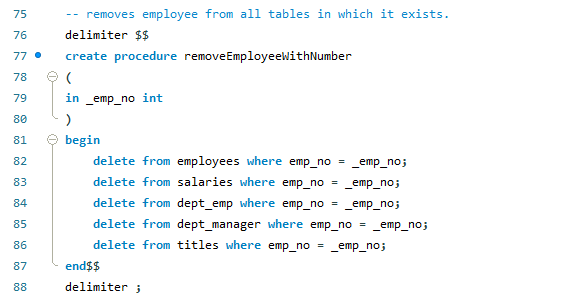 75 -- removes employee from all tables in which it exists.
76 delimiter $$
77 create procedure removeEmployeeWithNumber
78 (
79 in _emp_no int
80 )
81 begin
82 delete from employees where emp_no = _emp_no;
83 delete from salaries where emp_no = _emp_no;
84 delete from dept_emp where emp_no = _emp_no;
85 delete from dept_manager where emp_no = _emp_no;
86 delete from titles where emp_no = _emp_no;
87 end$$
88 delimiter ;